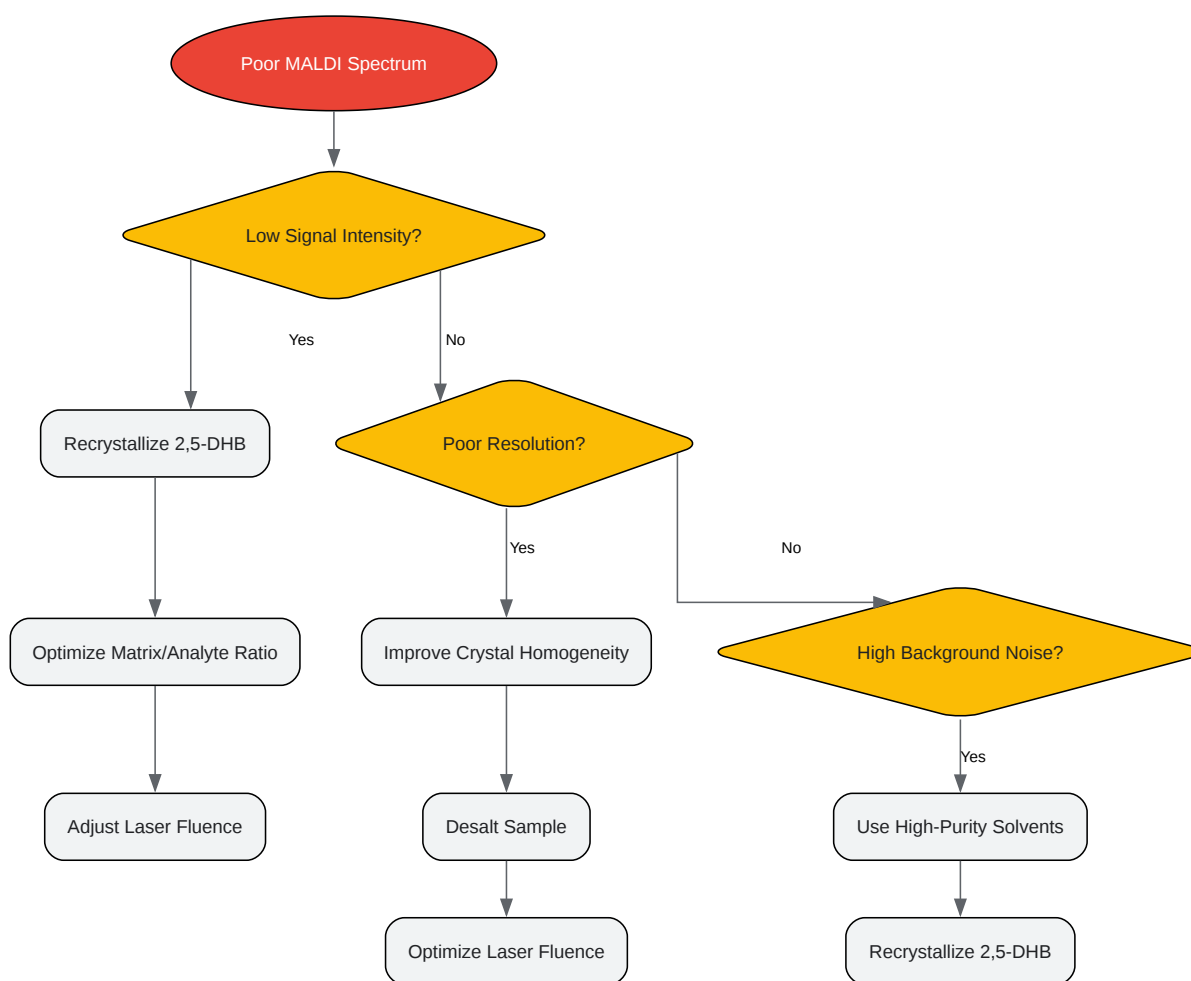 Poor MALDI Spectrum
Low Signal Intensity?
Yes
No
Recrystallize 2,5-DHB
Poor Resolution?
Yes
No
Optimize Matrix/Analyte Ratio
Improve Crystal Homogeneity
High Background Noise?
Yes
Adjust Laser Fluence
Desalt Sample
Use High-Purity Solvents
Optimize Laser Fluence
Recrystallize 2,5-DHB